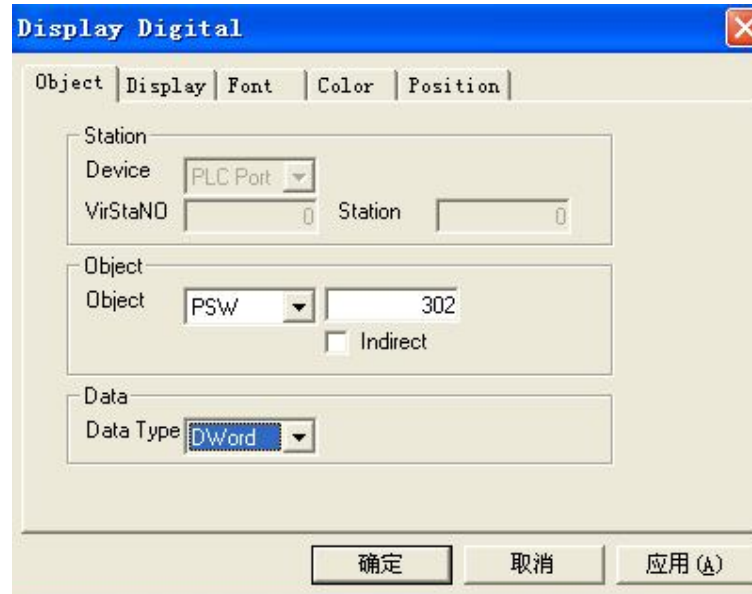 Display Digital
Object Display Font Color Position
Station
Device PLC Port
VirStaNO 0 Station 0
Object
Object PSW 302
Indirect
Data
Data Type DWord
确定 取消 应用(A)